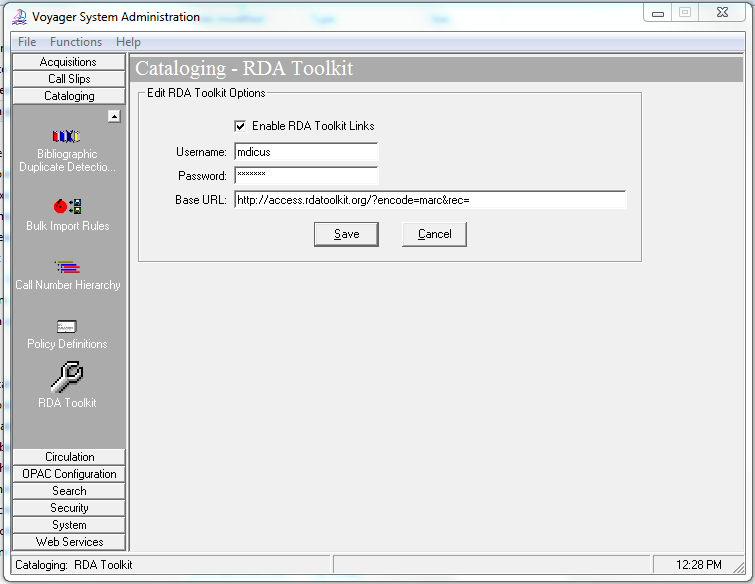 Voyager System Administration
File Functions Help
Acquisitions
Call Slips
Cataloging
Bibliographic
Duplicate Detectio...
Bulk Import Rules
Call Number Hierarchy
Policy Definitions
RDA Toolkit
Circulation
OPAC Configuration
Search
Security
System
Web Services
Cataloging - RDA Toolkit
Edit RDA Toolkit Options
Enable RDA Toolkit Links
Username: mdicus
Password: *******
Base URL: http://access.rdatoolkit.org/?encode=marc&rec=
Save Cancel
Cataloging: RDA Toolkit 12:28 PM